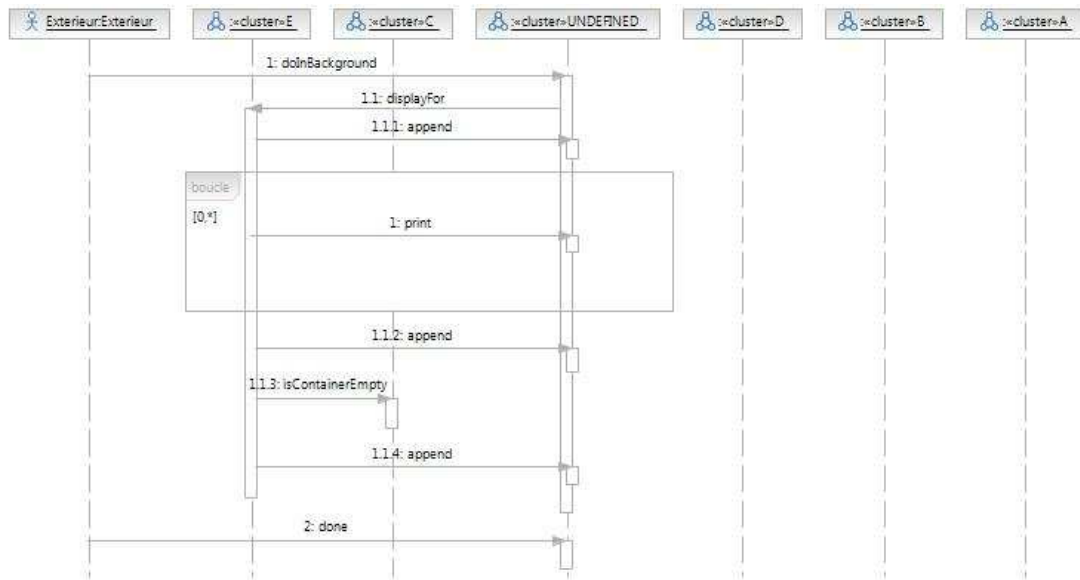 Exterieur:Exterieur
:«cluster»E
:«cluster»C
:«cluster»UNDEFINED
:«cluster»D
:«cluster»B
:«cluster»A
1: doInBackground
1.1: displayFor
1.1.1: append
boucle
[0,*]
1: print
1.1.2: append
1.1.3: isContainerEmpty
1.1.4: append
2: done